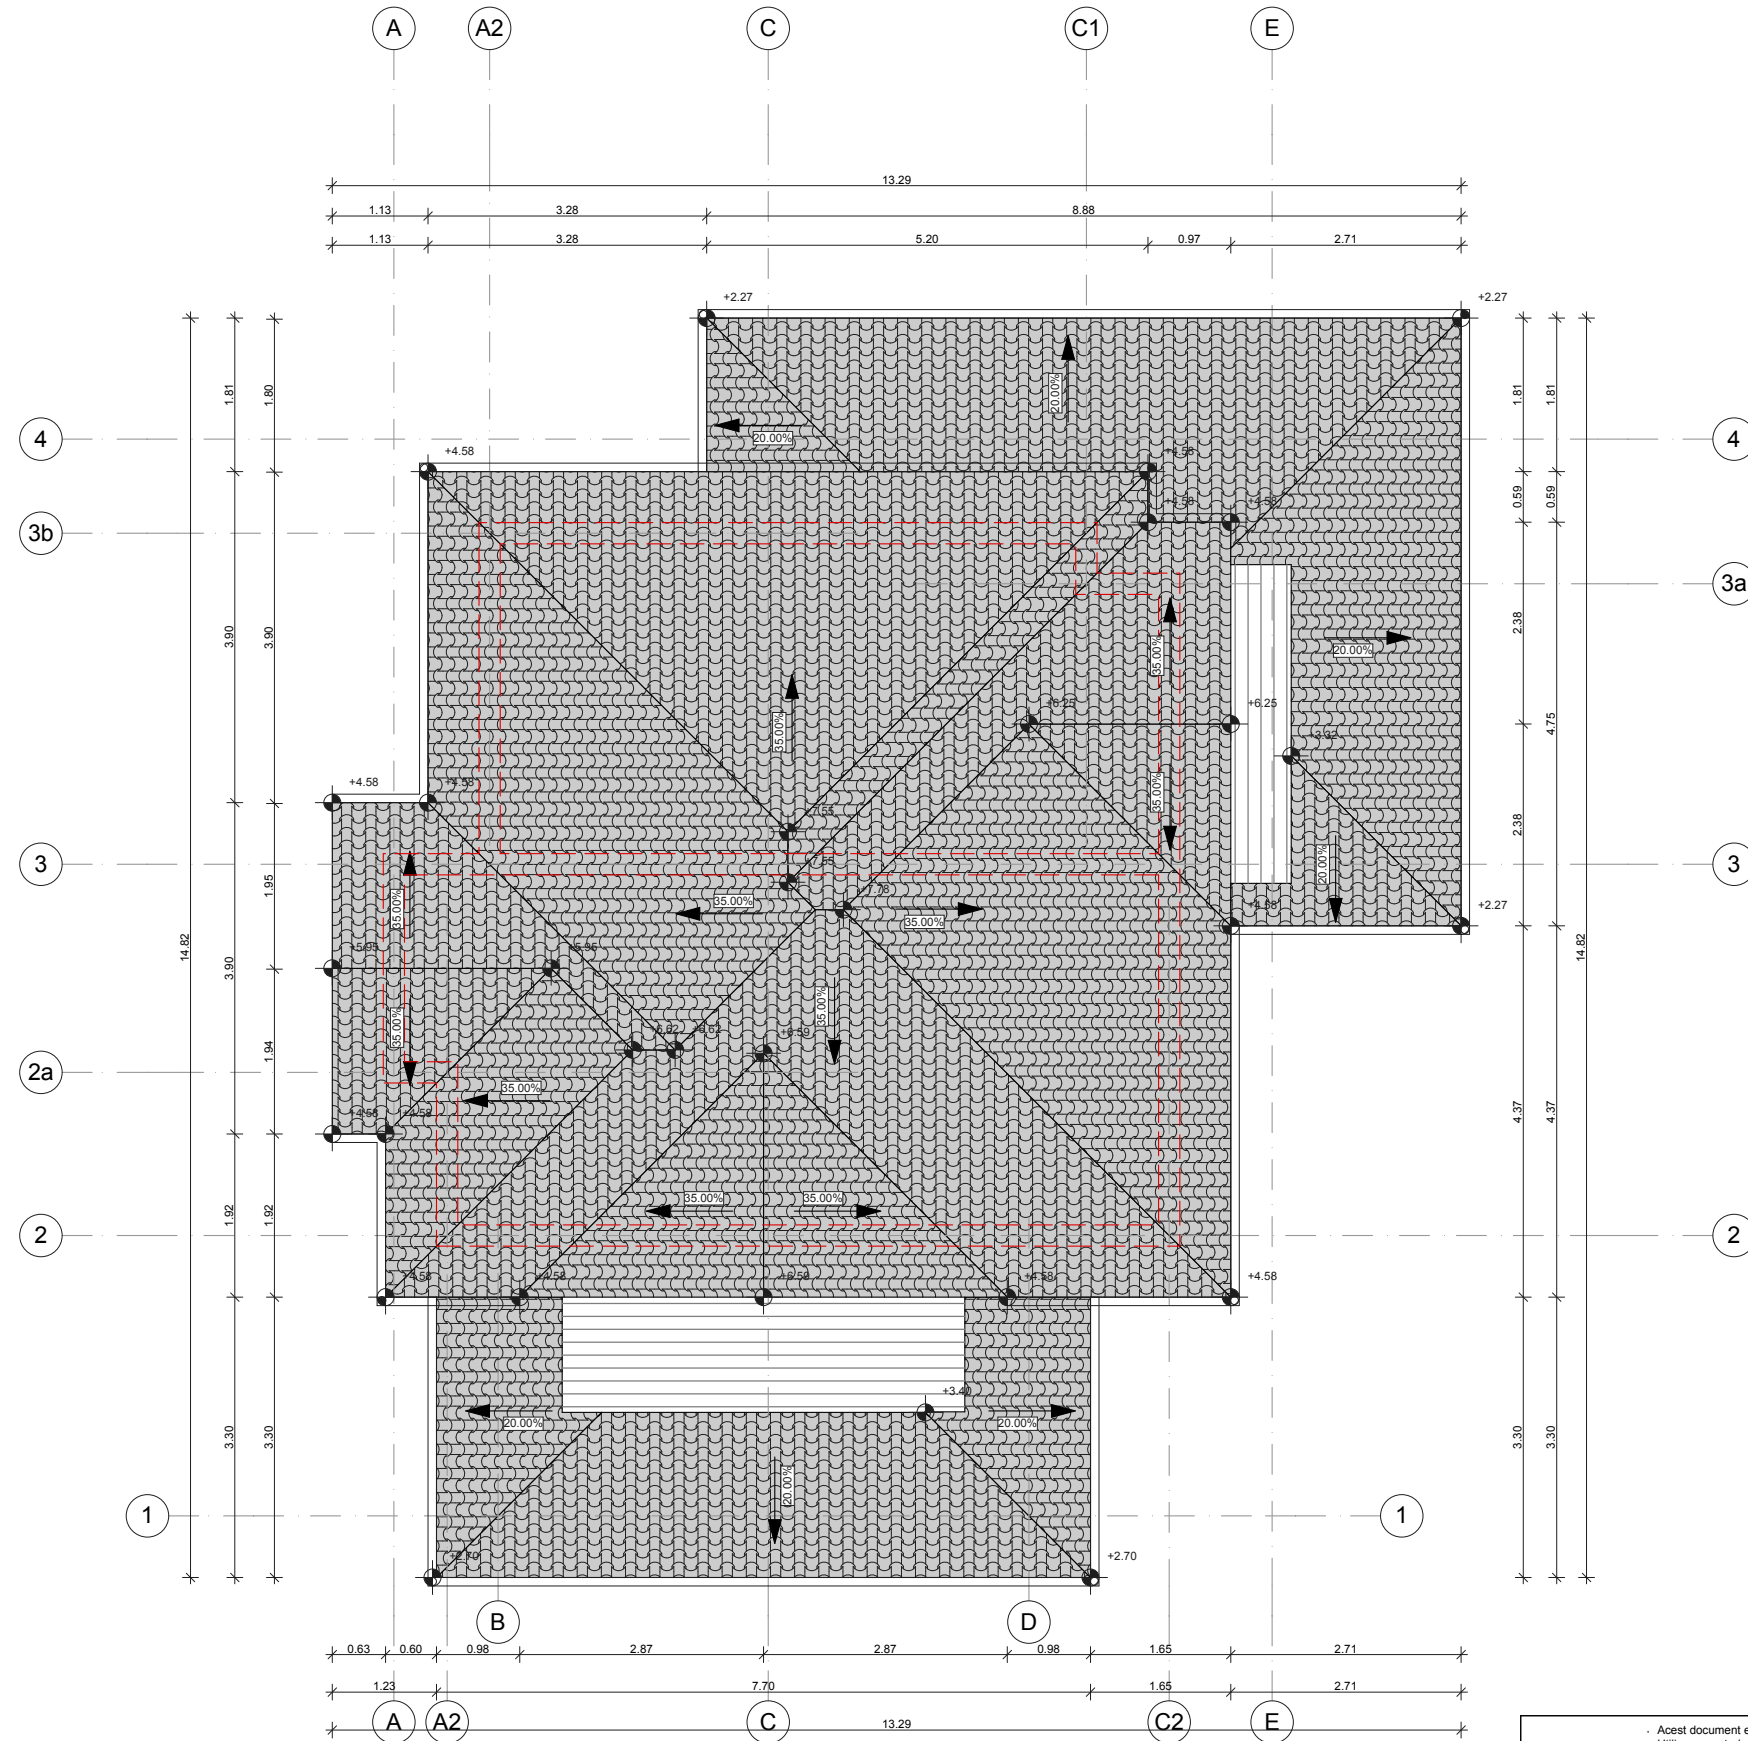 A A2 C C1 E
13.29
1.13 3.28 8.88
1.13 3.28 5.20 0.97 2.71
+2.27 +2.27
1.81 1.80 20.00% 1.81 1.81
4 20.00% 4
+4.58 +4.58
0.59 0.59
+4.58 +4.58
3b
3a
3.90 3.90 35.00% 2.38
20.00%
+6.25 +6.25
35.00% +3.32 4.75
+4.58 +4.58 35.00%
+7.55
2.38
3 +7.55 20.00% 3
1.95 35.00% +7.78
35.00% 35.00% +4.58 +2.27
14.82 14.82
+5.95 +5.95
3.90 35.00% 35.00%
+6.62 +6.62 +6.59
1.94
2a 35.00%
+4.58 +4.58 4.37 4.37
35.00% 35.00%
1.92 1.92
2 2
+4.58 +4.58 +6.59 +4.58 +4.58
+3.40
20.00% 20.00%
3.30 3.30 3.30 3.30
20.00%
1 1
+2.70 +2.70
B D
0.63 0.60 0.98 2.87 2.87 0.98 1.65 2.71
1.23 7.70 1.65 2.71
A A2 C C2 E
13.29
· Acest document e